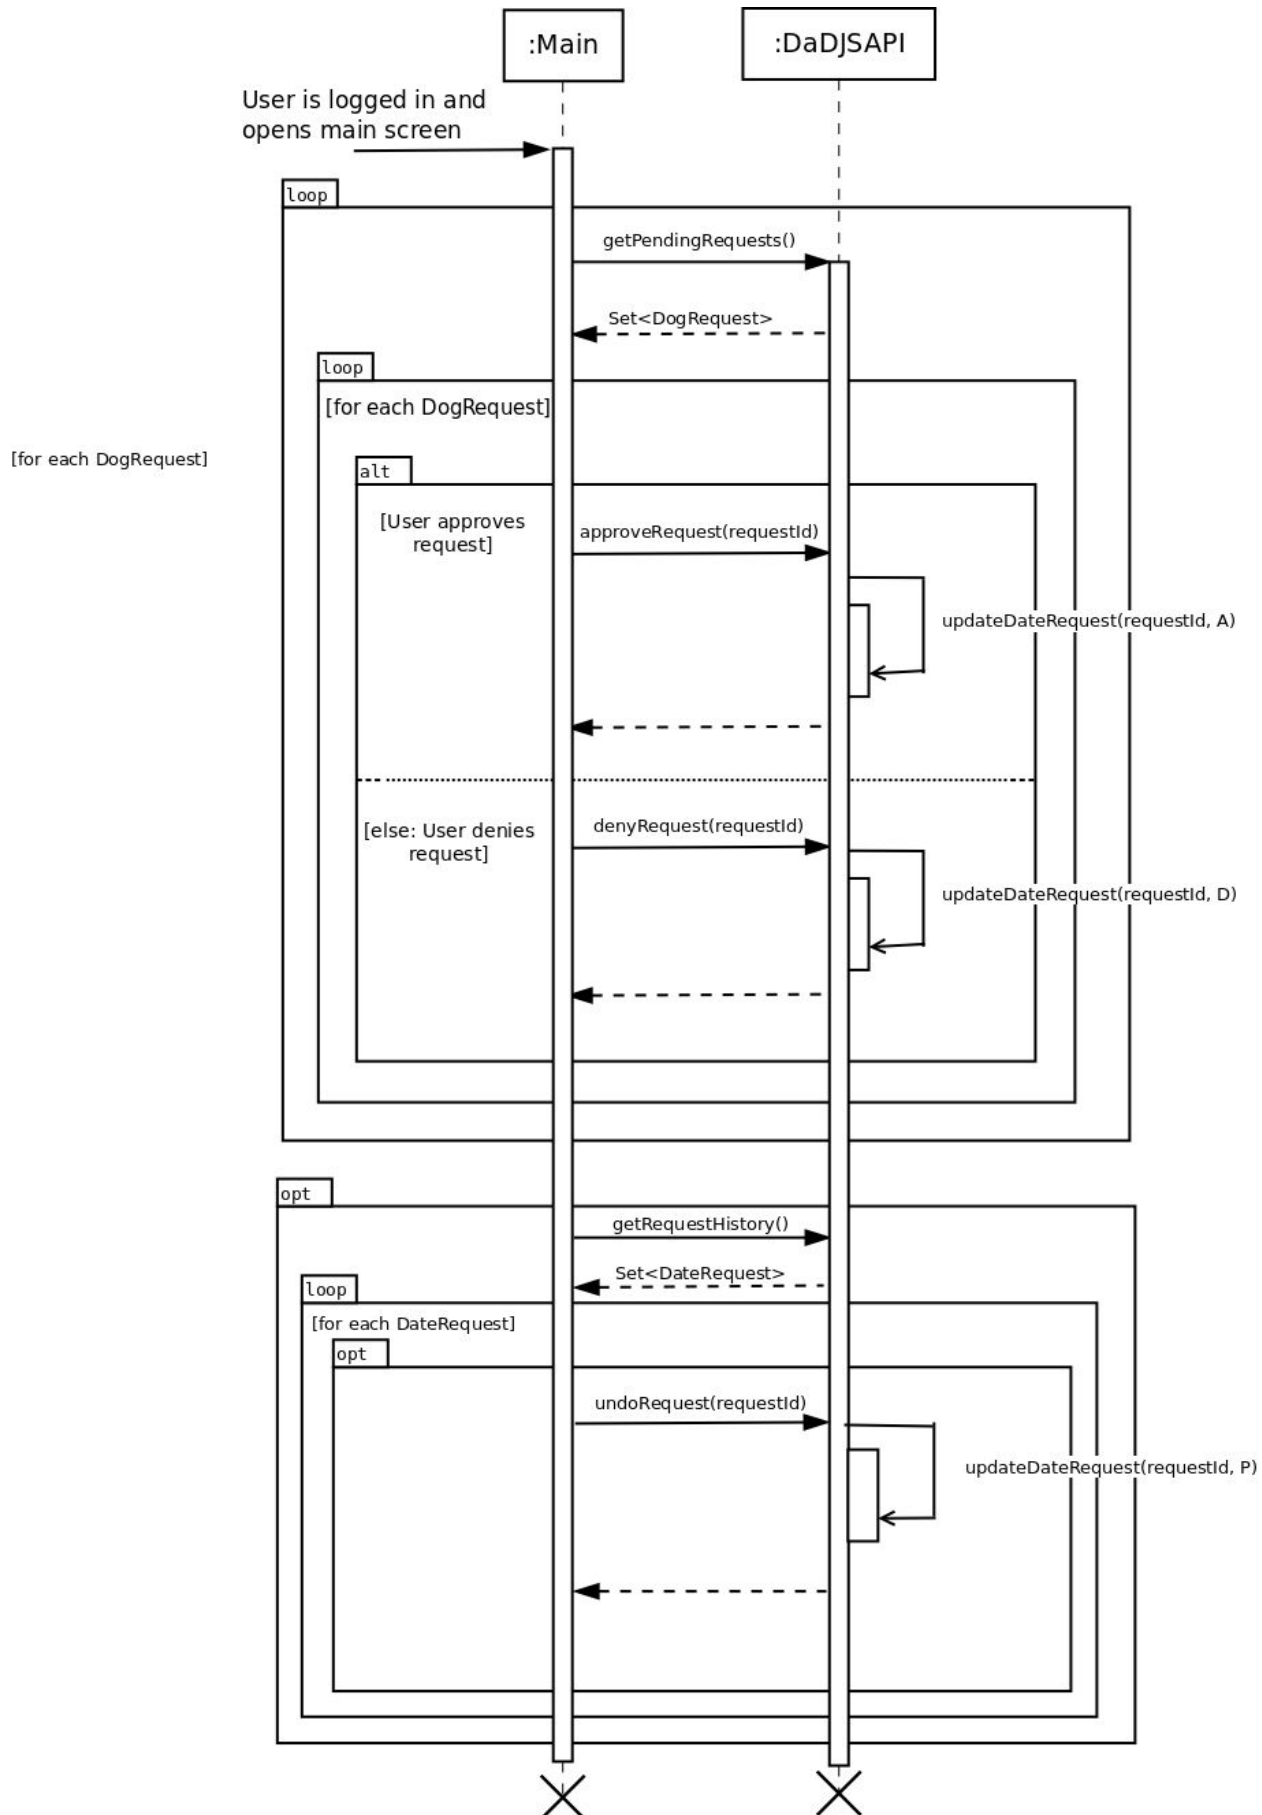 :Main
:DaDJSAPI
User is logged in and
opens main screen
loop
getPendingRequests()
Set<DogRequest>
loop
[for each DogRequest]
[for each DogRequest]
alt
[User approves
request]
approveRequest(requestId)
updateDateRequest(requestId, A)
[else: User denies
request]
denyRequest(requestId)
updateDateRequest(requestId, D)
opt
getRequestHistory()
Set<DateRequest>
loop
[for each DateRequest]
opt
undoRequest(requestId)
updateDateRequest(requestId, P)